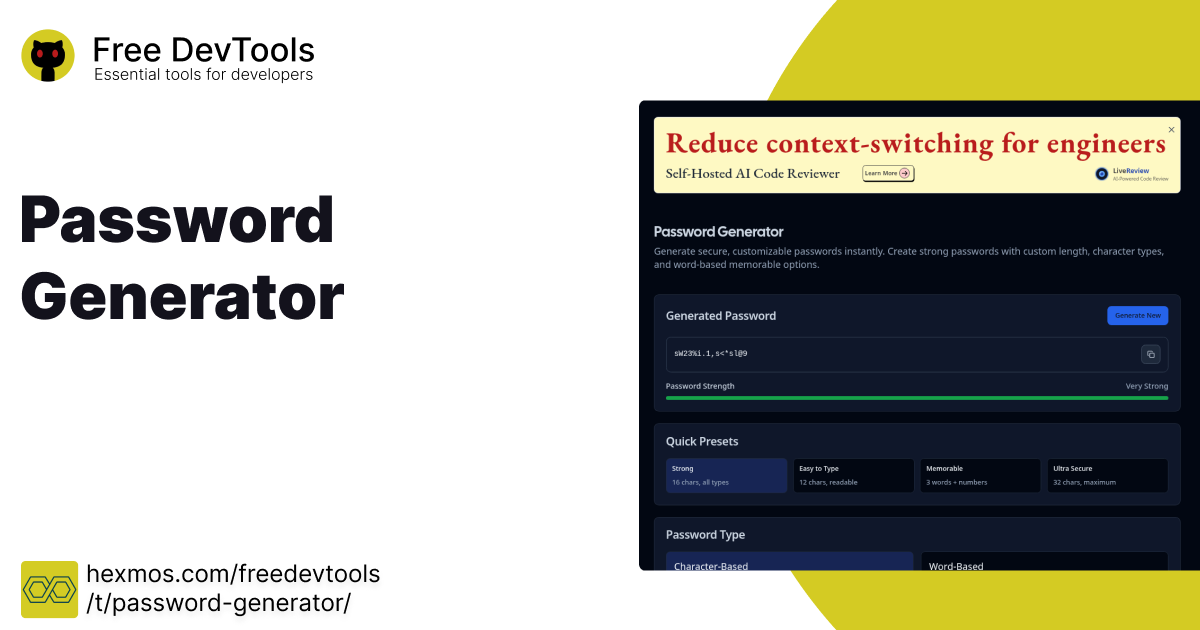 Free DevTools
Essential tools for developers
Password
Generator
hexmos.com/freedevtools
/t/password-generator/
Reduce context-switching for engineers
Self-Hosted AI Code Reviewer
Learn More
LiveReview
AI-Powered Code Review
Password Generator
Generate secure, customizable passwords instantly. Create strong passwords with custom length, character types,
and word-based memorable options.
Generated Password
Generate New
sW23%i.1,s<*sl@9
Password Strength
Very Strong
Quick Presets
Strong
16 chars, all types
Easy to Type
12 chars, readable
Memorable
3 words + numbers
Ultra Secure
32 chars, maximum
Password Type
Character-Based
Word-Based